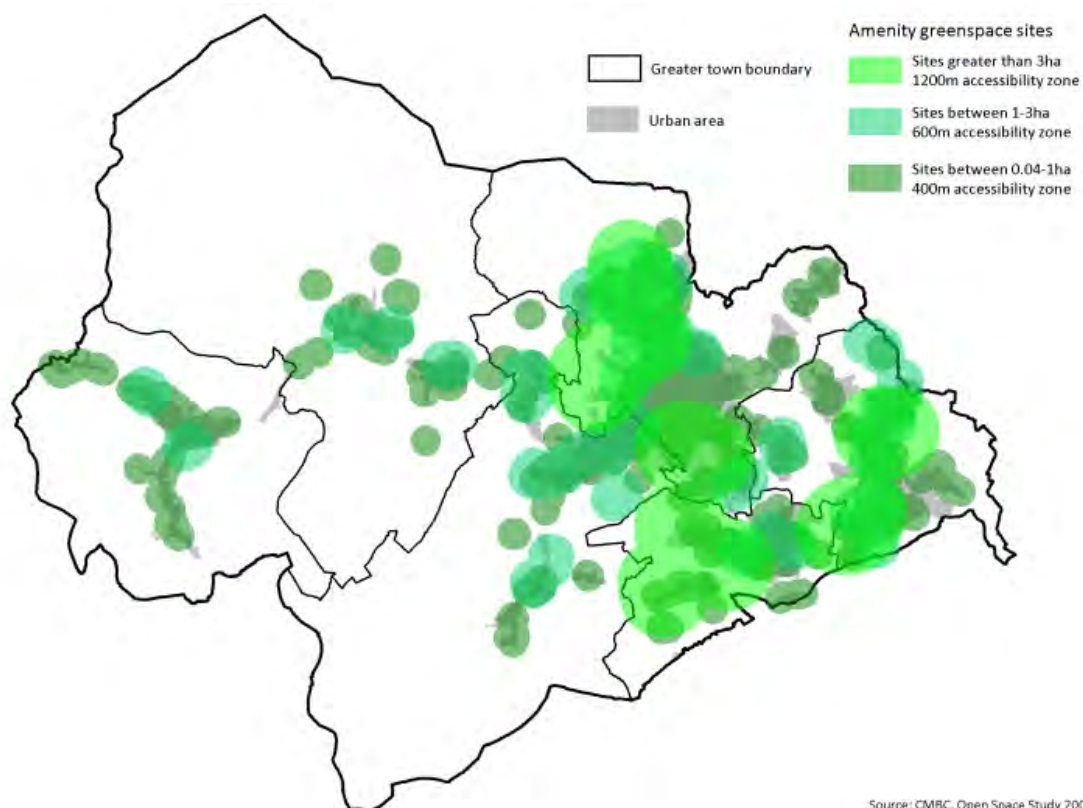 Amenity greenspace sites
Greater town boundary
Urban area
Sites greater than 3ha
1200m accessibility zone
Sites between 1-3ha
600m accessibility zone
Sites between 0.04-1ha
400m accessibility zone
Source: CMBC, Open Space Study